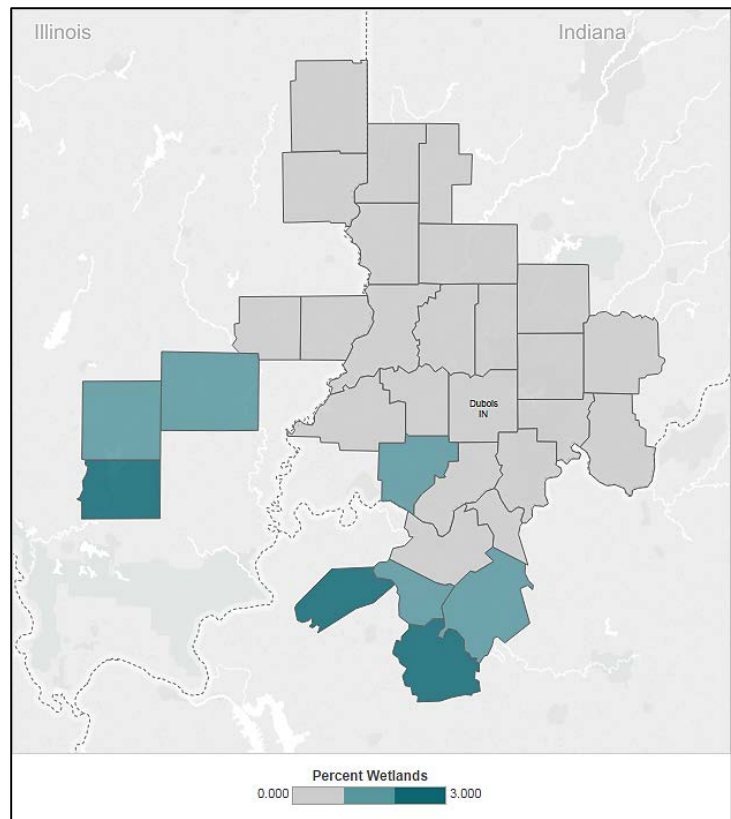 Illinois
Indiana
Dubois
IN
Percent Wetlands
0.000
3.000